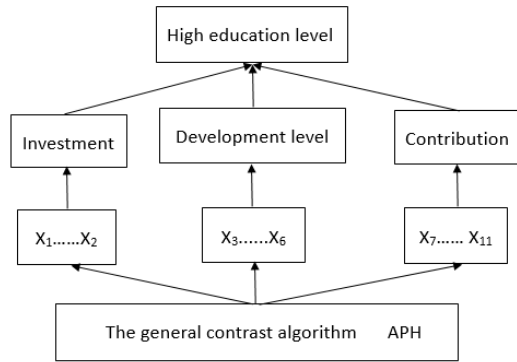 High education level
Investment
Development level
Contribution
X₁......X₂
X₃......X₆
X₇...... X₁₁
The general contrast algorithm APH